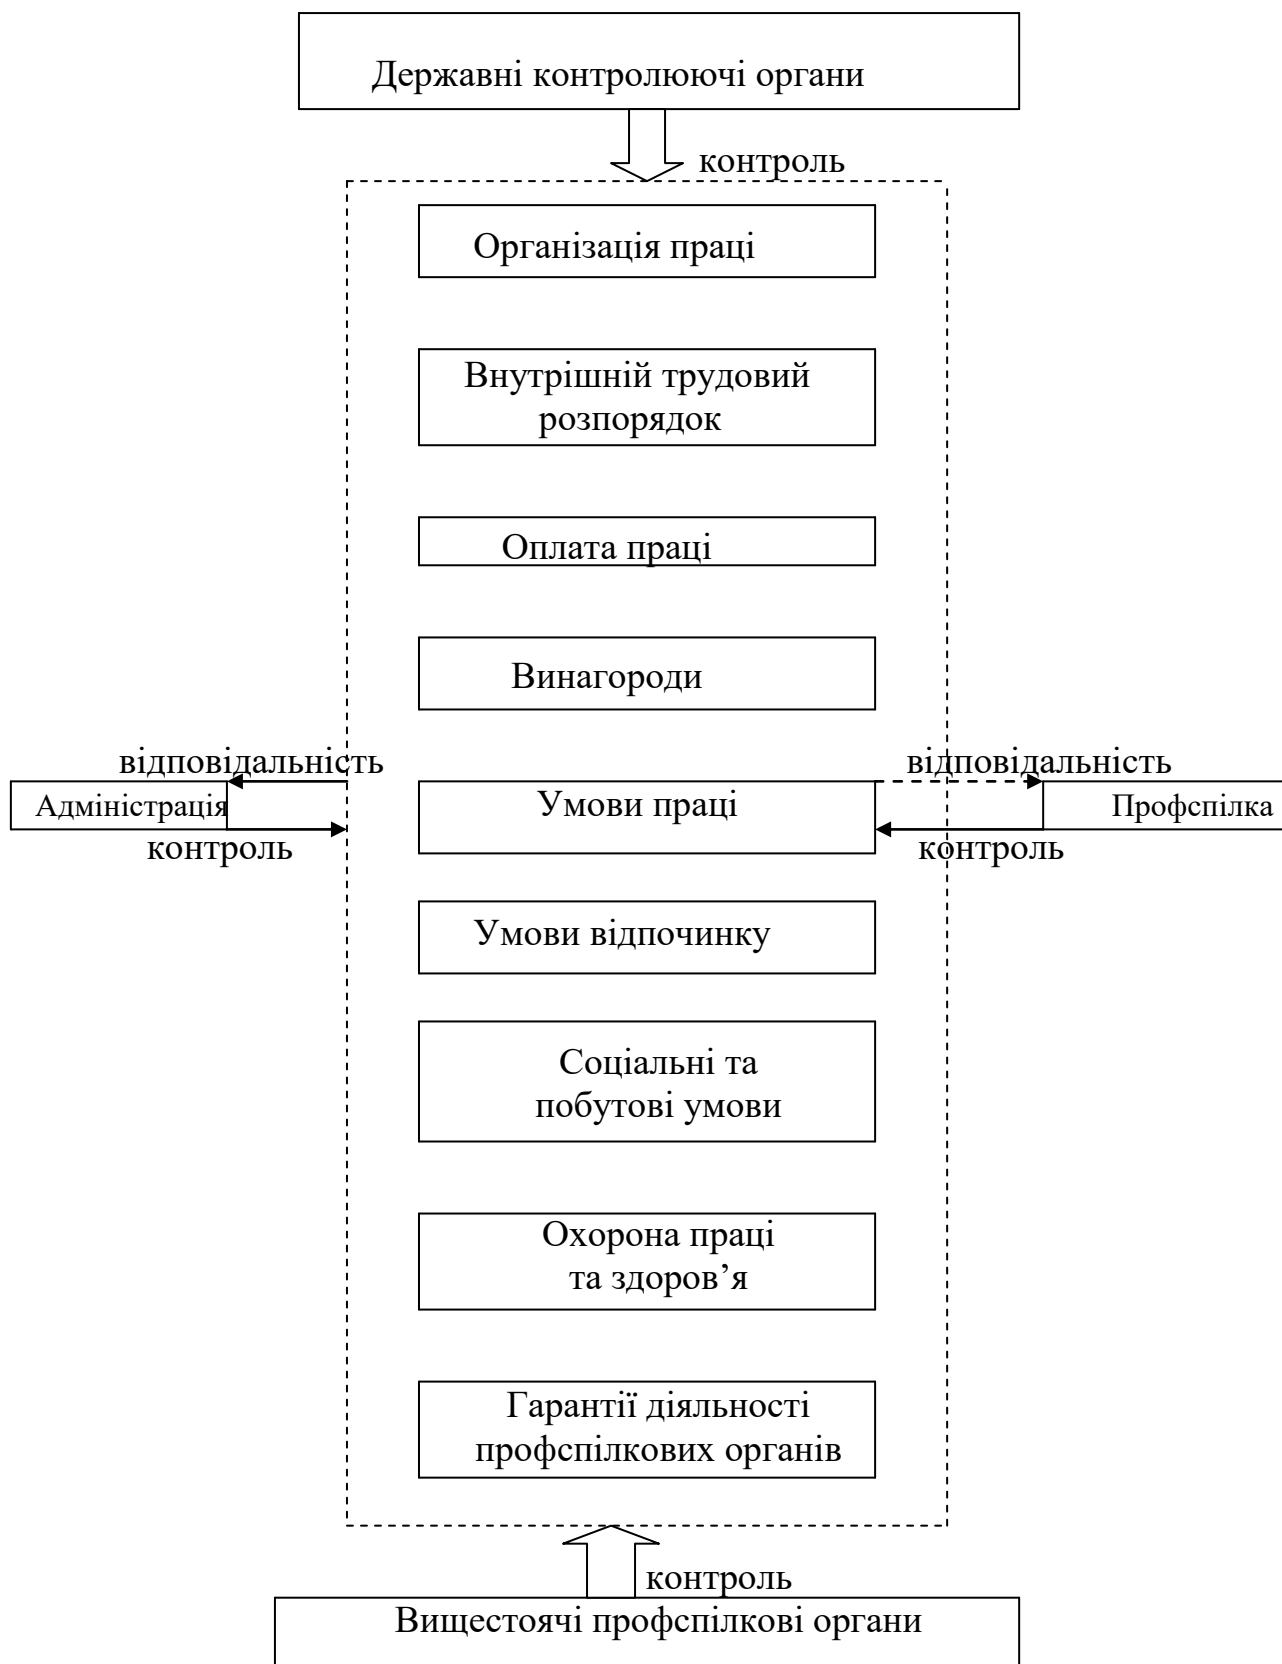 Державні контролюючі органи
контроль
Організація праці
Внутрішній трудовий
розпорядок
Оплата праці
Винагороди
відповідальність
відповідальність
Адміністрація
Умови праці
Профспілка
контроль
контроль
Умови відпочинку
Соціальні та
побутові умови
Охорона праці
та здоров’я
Гарантії діяльності
профспілкових органів
контроль
Вищестоячі профспілкові органи